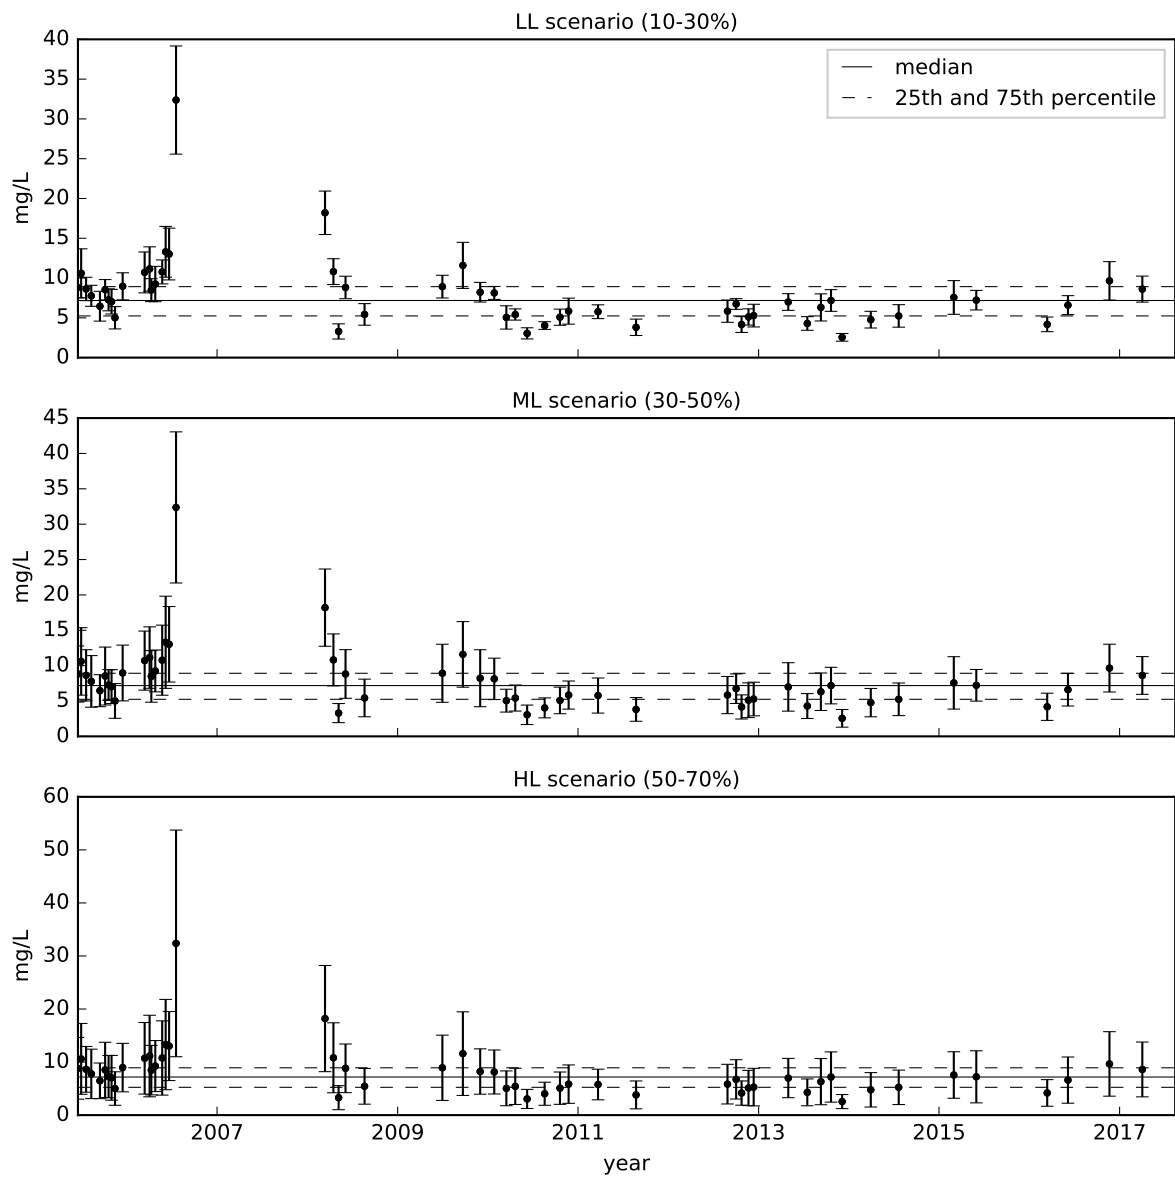 LL scenario (10-30%)
40
35
30
25
20
15
10
5
0
mg/L
median
25th and 75th percentile
ML scenario (30-50%)
45
40
35
30
25
20
15
10
5
0
mg/L
HL scenario (50-70%)
60
50
40
30
20
10
0
mg/L
2007 2009 2011 2013 2015 2017
year